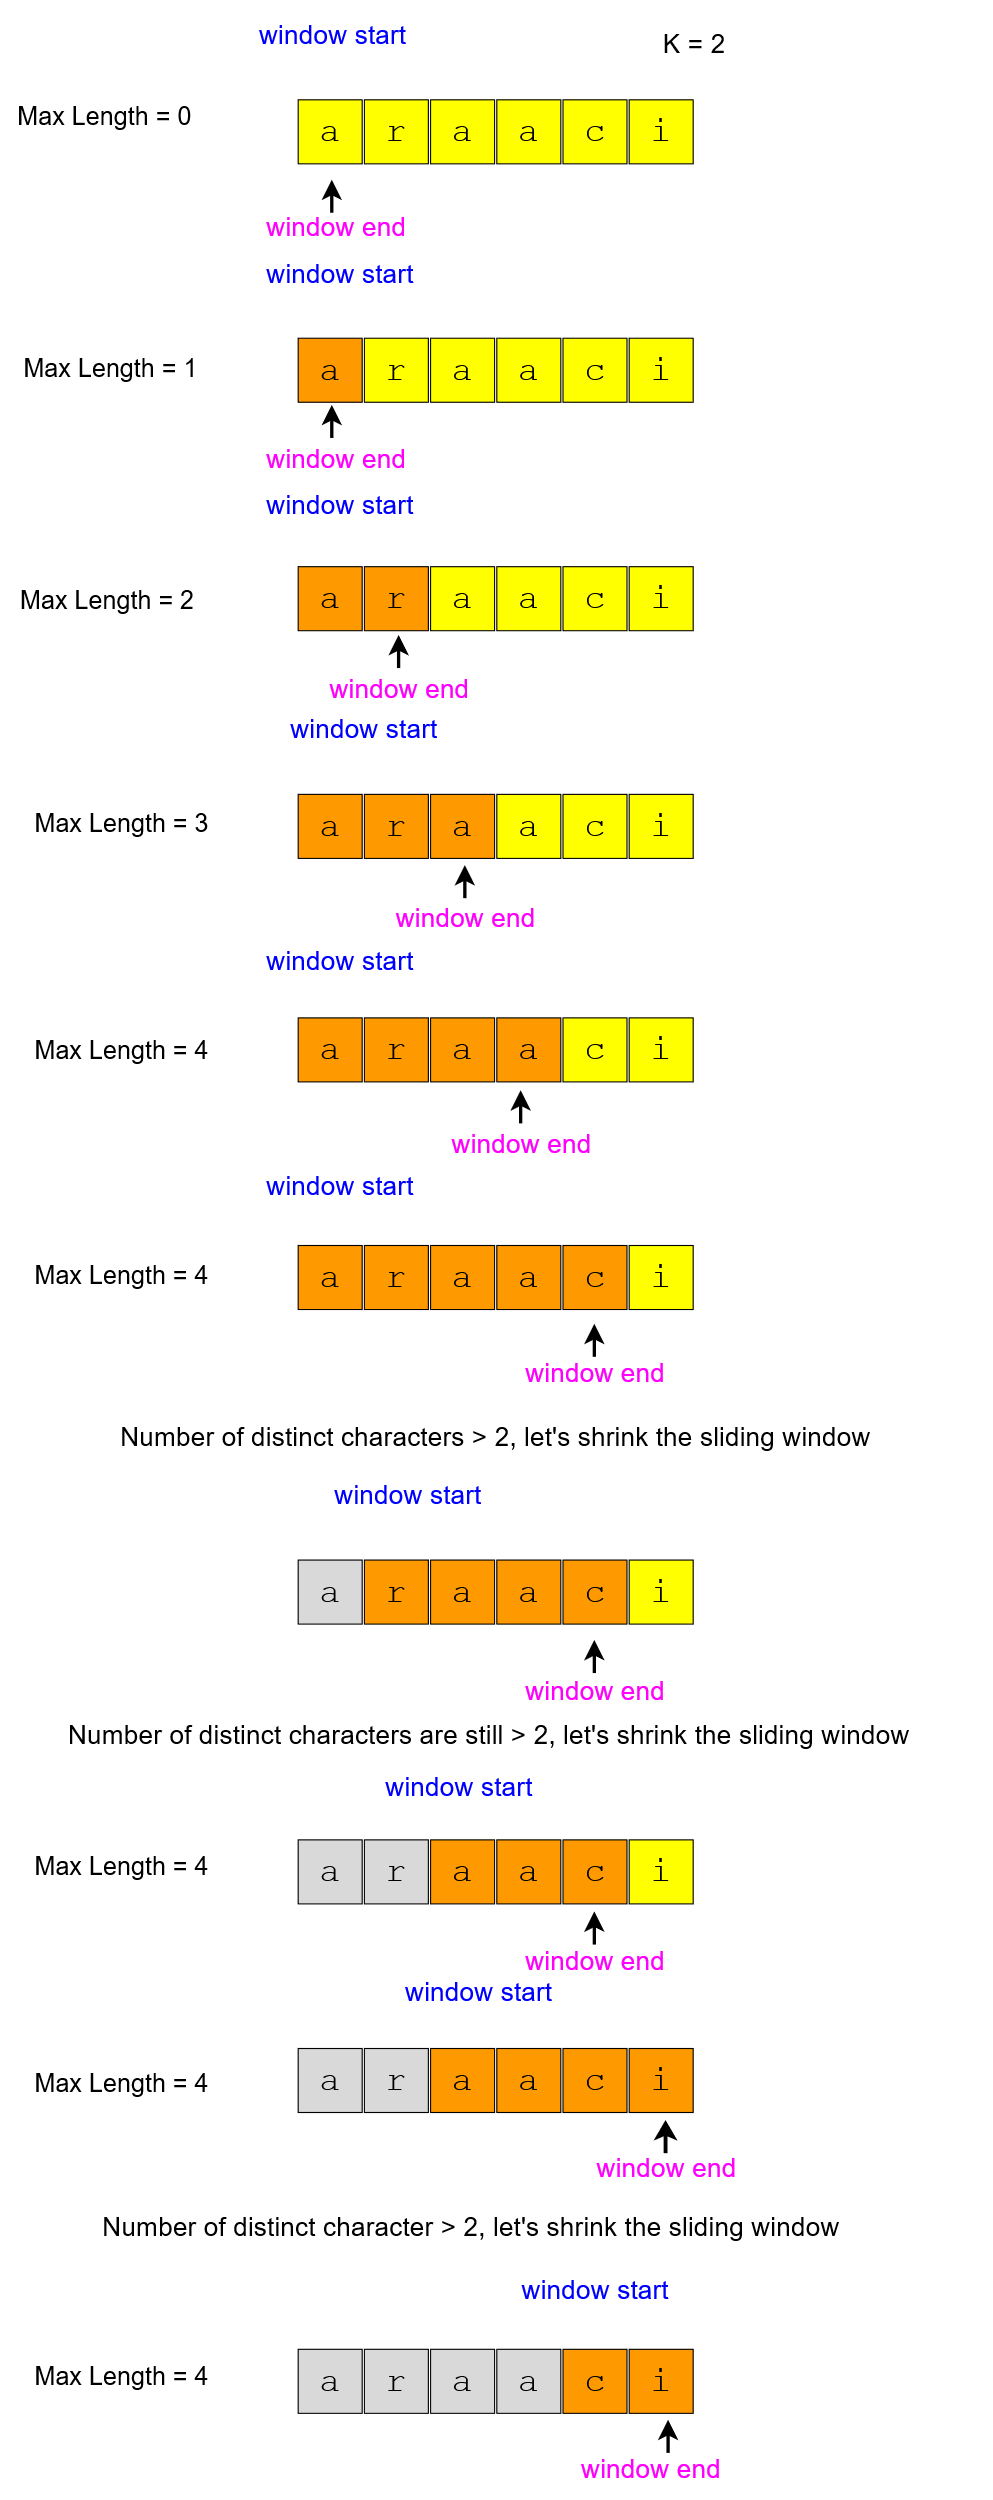 window start
K = 2
Max Length = 0
a r a a c i
window end
window start
Max Length = 1
a r a a c i
window end
window start
Max Length = 2
a r a a c i
window end
window start
Max Length = 3
a r a a c i
window end
window start
Max Length = 4
a r a a c i
window end
window start
Max Length = 4
a r a a c i
window end
Number of distinct characters > 2, let's shrink the sliding window
window start
a r a a c i
window end
Number of distinct characters are still > 2, let's shrink the sliding window
window start
Max Length = 4
a r a a c i
window end
window start
Max Length = 4
a r a a c i
window end
Number of distinct character > 2, let's shrink the sliding window
window start
Max Length = 4
a r a a c i
window end